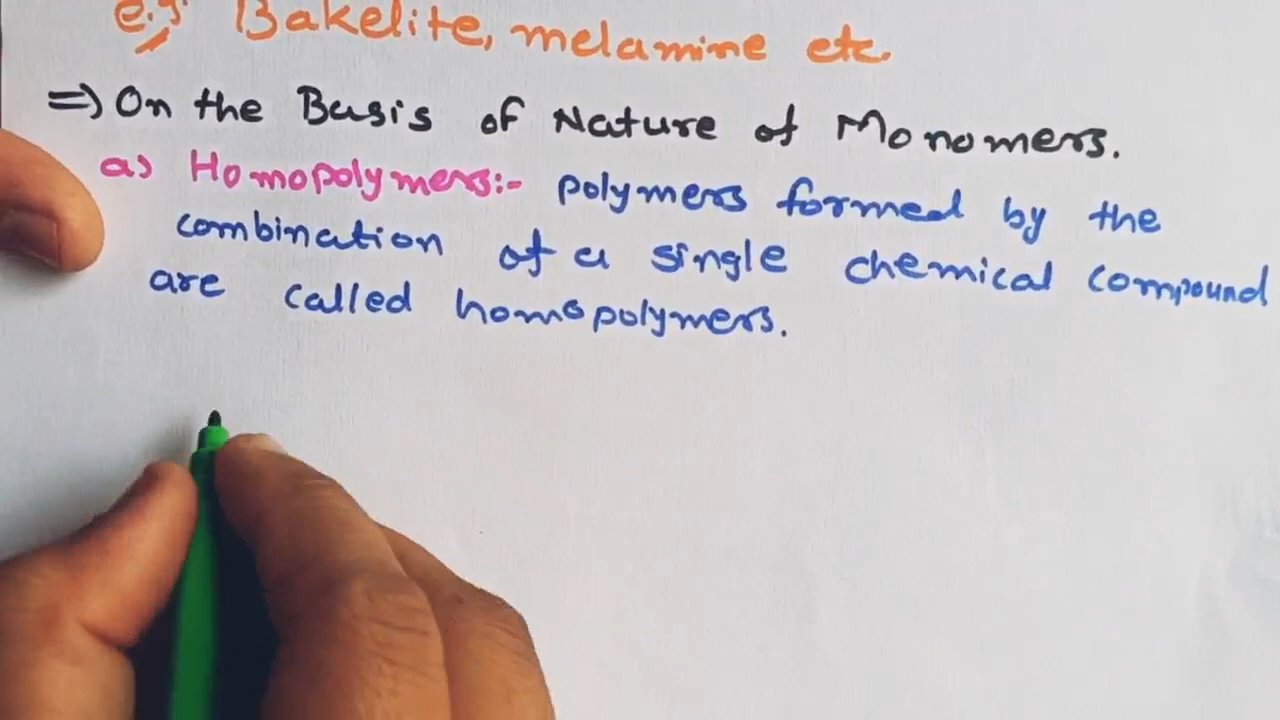 e.g Bakelite, melamine etc.
=> On the Basis of Nature of Monomers.
a) Homopolymers:- polymers formed by the
combination of a single chemical compound
are called homopolymers.